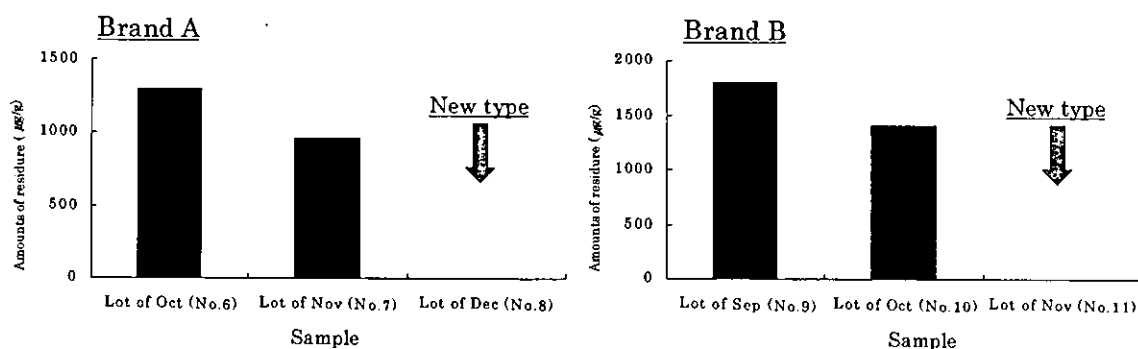 Brand A
Amounts of residure (μg/g)
1500
1000
500
0
New type
Lot of Oct (No.6)
Lot of Nov (No.7)
Lot of Dec (No.8)
Sample
Brand B
Amounts of residure (μg/g)
2000
1500
1000
500
0
New type
Lot of Sep (No.9)
Lot of Oct (No.10)
Lot of Nov (No.11)
Sample